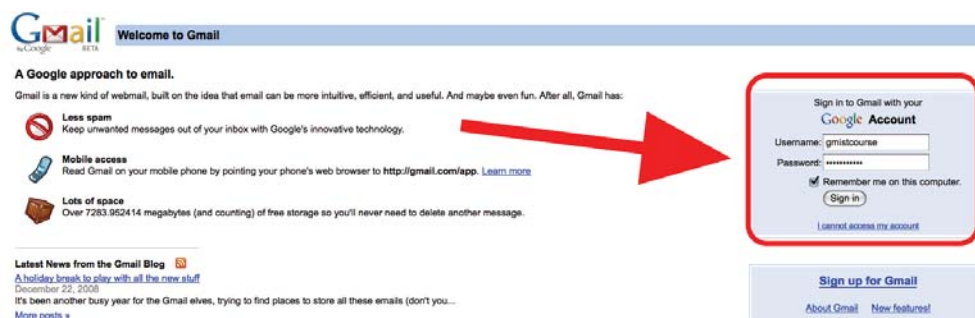 Gmail
by Google BETA
Welcome to Gmail
A Google approach to email.
Gmail is a new kind of webmail, built on the idea that email can be more intuitive, efficient, and useful. And maybe even fun. After all, Gmail has:
Less spam
Keep unwanted messages out of your inbox with Google's innovative technology.
Mobile access
Read Gmail on your mobile phone by pointing your phone's web browser to http://gmail.com/app. Learn more
Lots of space
Over 7283.952414 megabytes (and counting) of free storage so you'll never need to delete another message.
Latest News from the Gmail Blog
A holiday break to play with all the new stuff
December 22, 2008
It's been another busy year for the Gmail elves, trying to find places to store all these emails (don't you...
More posts »
Sign in to Gmail with your
Google Account
Username: gmistcourse
Password: •••••••••••
Remember me on this computer.
Sign in
I cannot access my account
Sign up for Gmail
About Gmail New features!